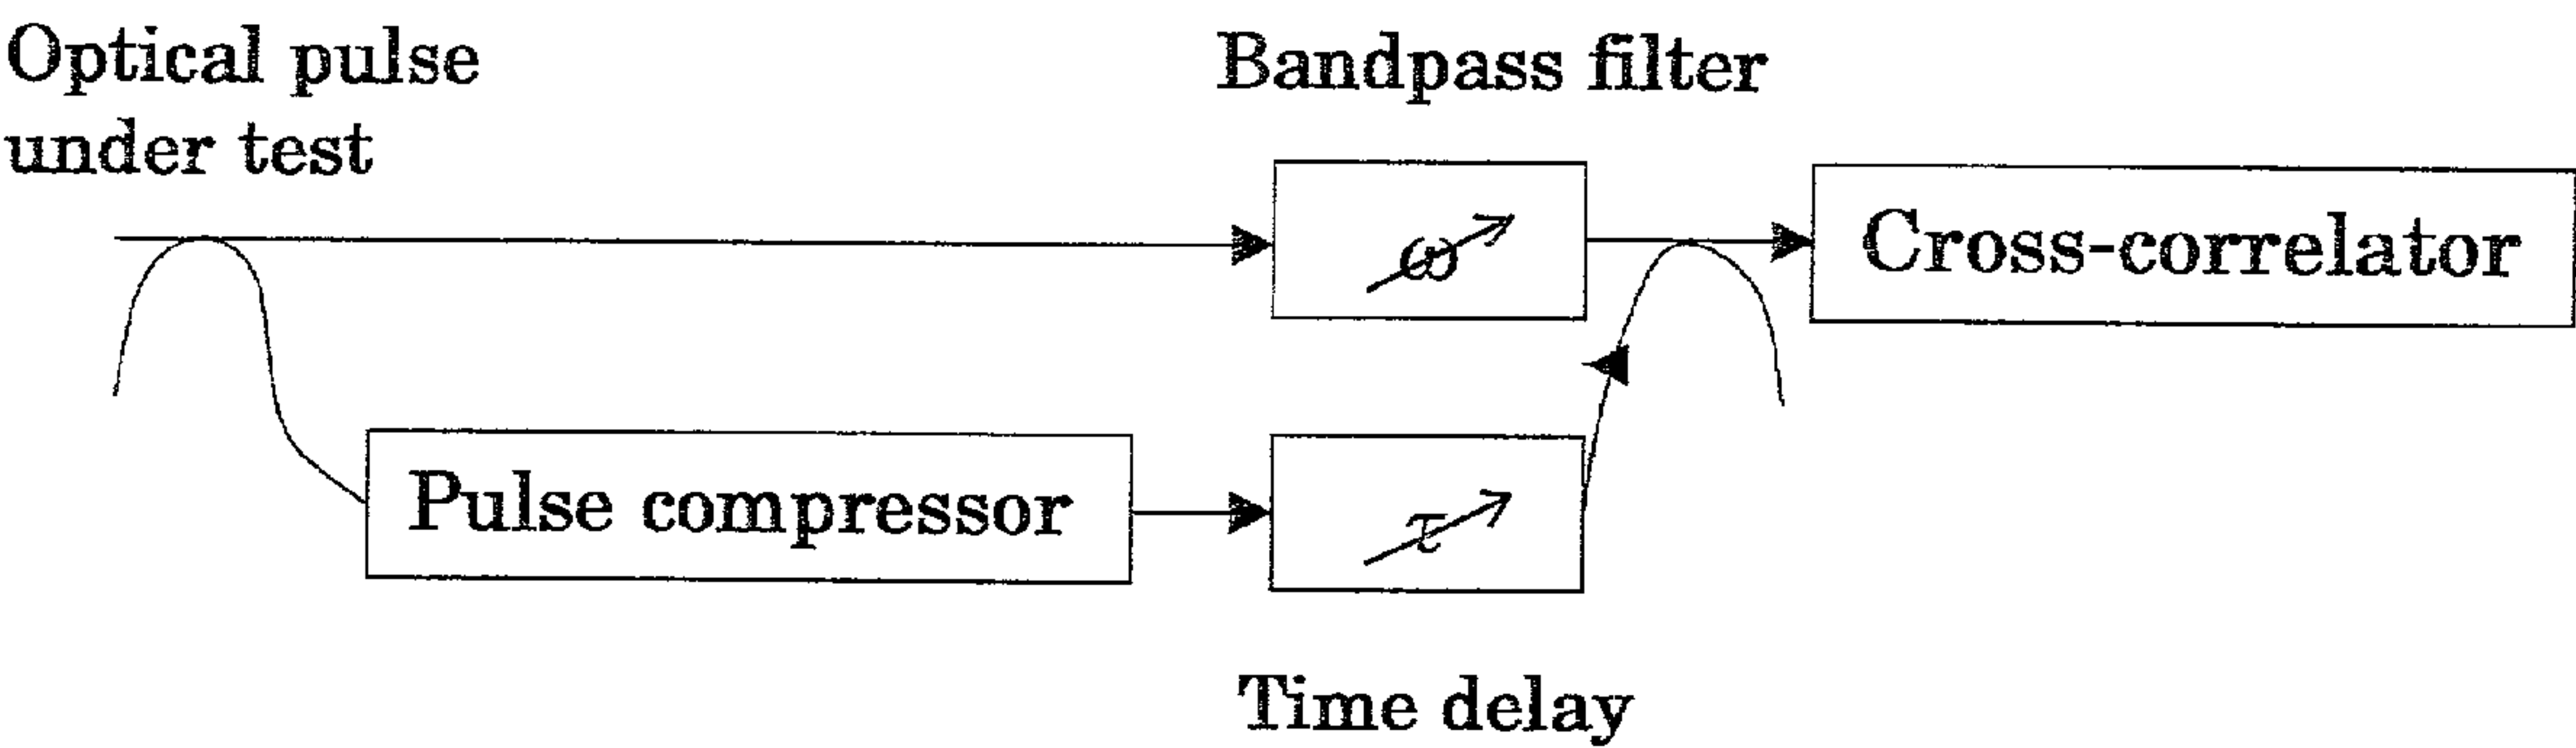 Optical pulse
under test
Bandpass filter
ω
Cross-correlator
Pulse compressor
τ
Time delay